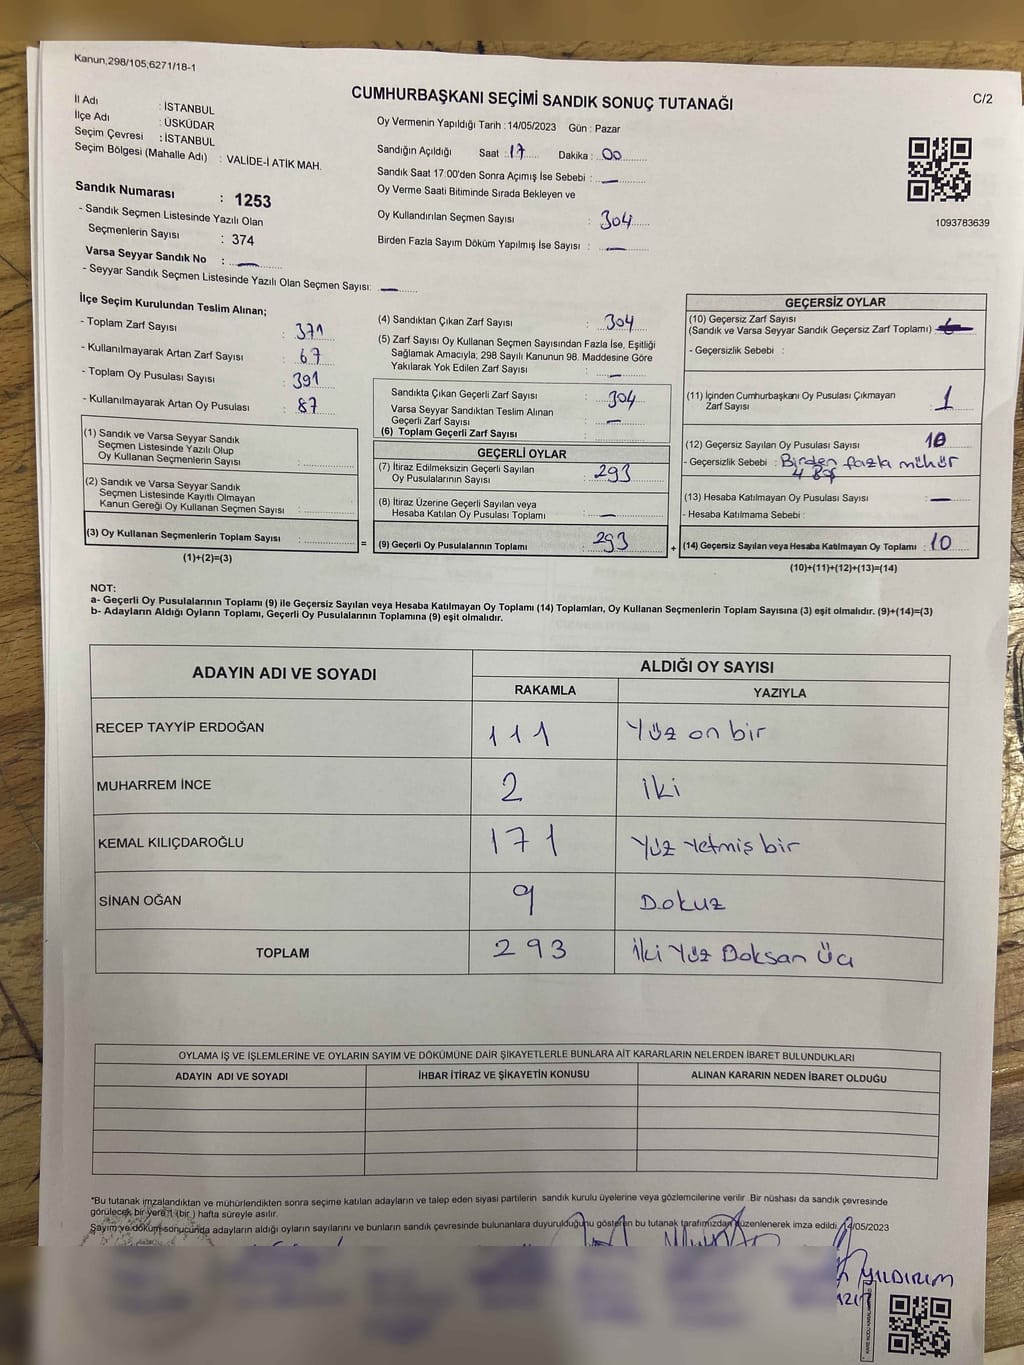 Kanun;298/105;6271/18-1
CUMHURBAŞKANI SEÇİMİ SANDIK SONUÇ TUTANAĞI
C/2
İl Adı : İSTANBUL
İlçe Adı : ÜSKÜDAR
Seçim Çevresi : İSTANBUL
Seçim Bölgesi (Mahalle Adı) : VALİDE-İ ATİK MAH.
Sandık Numarası : 1253
- Sandık Seçmen Listesinde Yazılı Olan
Seçmenlerin Sayısı : 374
Varsa Seyyar Sandık No : —
- Seyyar Sandık Seçmen Listesinde Yazılı Olan Seçmen Sayısı: —
Oy Vermenin Yapıldığı Tarih : 14/05/2023 Gün : Pazar
Sandığın Açıldığı Saat : 17 Dakika : 00
Sandık Saat 17:00'den Sonra Açımış İse Sebebi : —
Oy Verme Saati Bitiminde Sırada Bekleyen ve
Oy Kullandırılan Seçmen Sayısı : 304
Birden Fazla Sayım Döküm Yapılmış İse Sayısı : —
1093783639
İlçe Seçim Kurulundan Teslim Alınan;
- Toplam Zarf Sayısı : 371
- Kullanılmayarak Artan Zarf Sayısı : 67
- Toplam Oy Pusulası Sayısı : 391
- Kullanılmayarak Artan Oy Pusulası : 87
(1) Sandık ve Varsa Seyyar Sandık
Seçmen Listesinde Yazılı Olup
Oy Kullanan Seçmenlerin Sayısı :
(2) Sandık ve Varsa Seyyar Sandık
Seçmen Listesinde Kayıtlı Olmayan
Kanun Gereği Oy Kullanan Seçmen Sayısı :
(3) Oy Kullanan Seçmenlerin Toplam Sayısı :
(1)+(2)=(3)
=
(4) Sandıktan Çıkan Zarf Sayısı : 304
(5) Zarf Sayısı Oy Kullanan Seçmen Sayısından Fazla İse, Eşitliği
Sağlamak Amacıyla; 298 Sayılı Kanunun 98. Maddesine Göre
Yakılarak Yok Edilen Zarf Sayısı : —
Sandıkta Çıkan Geçerli Zarf Sayısı : 304
Varsa Seyyar Sandıktan Teslim Alınan
Geçerli Zarf Sayısı : —
(6) Toplam Geçerli Zarf Sayısı :
GEÇERLİ OYLAR
(7) İtiraz Edilmeksizin Geçerli Sayılan
Oy Pusulalarının Sayısı : 293
(8) İtiraz Üzerine Geçerli Sayılan veya
Hesaba Katılan Oy Pusulası Toplamı : —
(9) Geçerli Oy Pusulalarının Toplamı : 293
+
GEÇERSİZ OYLAR
(10) Geçersiz Zarf Sayısı
(Sandık ve Varsa Seyyar Sandık Geçersiz Zarf Toplamı) :
- Geçersizlik Sebebi :
(11) İçinden Cumhurbaşkanı Oy Pusulası Çıkmayan
Zarf Sayısı : 1
(12) Geçersiz Sayılan Oy Pusulası Sayısı 10
- Geçersizlik Sebebi : Birden fazla mühür
(13) Hesaba Katılmayan Oy Pusulası Sayısı : —
- Hesaba Katılmama Sebebi :
(14) Geçersiz Sayılan veya Hesaba Katılmayan Oy Toplamı : 10
(10)+(11)+(12)+(13)=(14)
NOT:
a- Geçerli Oy Pusulalarının Toplamı (9) ile Geçersiz Sayılan veya Hesaba Katılmayan Oy Toplamı (14) Toplamları, Oy Kullanan Seçmenlerin Toplam Sayısına (3) eşit olmalıdır. (9)+(14)=(3)
b- Adayların Aldığı Oyların Toplamı, Geçerli Oy Pusulalarının Toplamına (9) eşit olmalıdır.
ADAYIN ADI VE SOYADI
ALDIĞI OY SAYISI
RAKAMLA YAZIYLA
RECEP TAYYİP ERDOĞAN 111 Yüz on bir
MUHARREM İNCE 2 İki
KEMAL KILIÇDAROĞLU 171 Yüz Yetmiş bir
SİNAN OĞAN 9 Dokuz
TOPLAM 293 İki Yüz Doksan Üç
OYLAMA İŞ VE İŞLEMLERİNE VE OYLARIN SAYIM VE DÖKÜMÜNE DAİR ŞİKAYETLERLE BUNLARA AİT KARARLARIN NELERDEN İBARET BULUNDUKLARI
ADAYIN ADI VE SOYADI İHBAR İTİRAZ VE ŞİKAYETİN KONUSU ALINAN KARARIN NEDEN İBARET OLDUĞU
*Bu tutanak imzalandıktan ve mühürlendikten sonra seçime katılan adayların ve talep eden siyasi partilerin sandık kurulu üyelerine veya gözlemcilerine verilir. Bir nüshası da sandık çevresinde
görülecek bir yere 1 (bir ) hafta süreyle asılır.
Sayım ve döküm sonucunda adayların aldığı oyların sayılarını ve bunların sandık çevresinde bulunanlara duyurulduğunu gösteren bu tutanak tarafımızdan düzenlenerek imza edildi. /05/2023
YILDIRIM